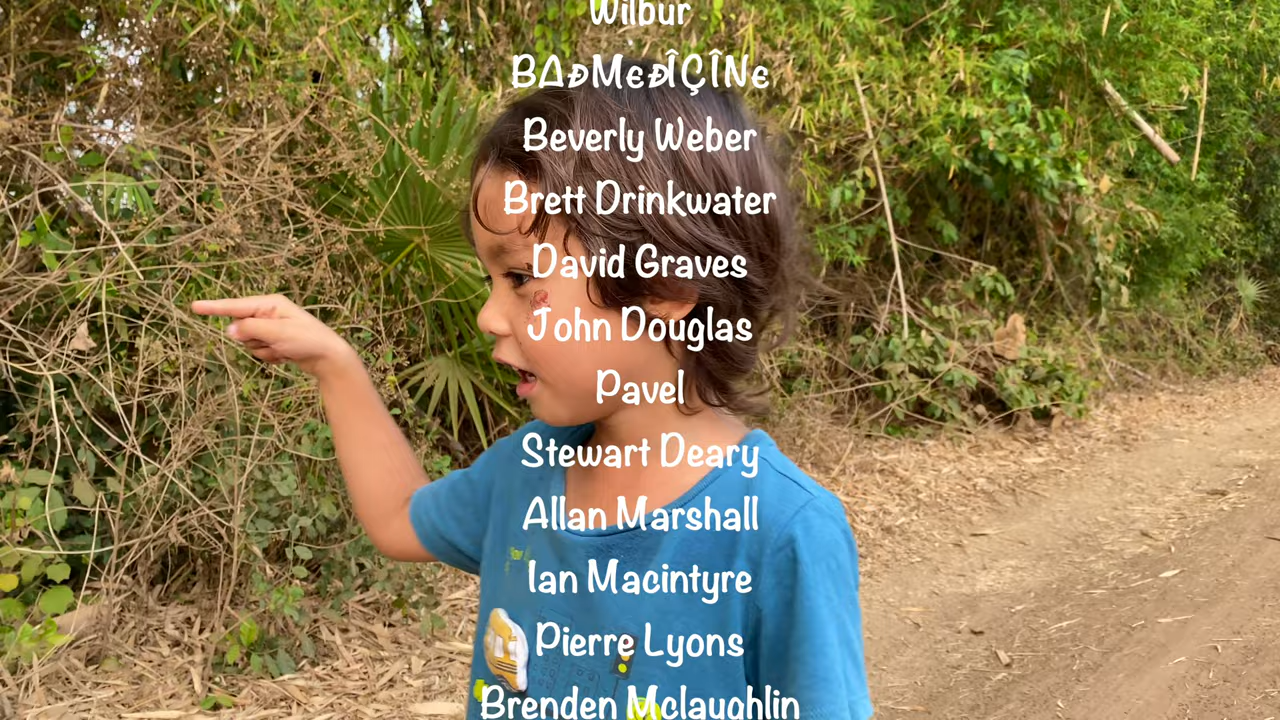 Wilbur
BΔÐMєÐÎÇÎNє
Beverly Weber
Brett Drinkwater
David Graves
John Douglas
Pavel
Stewart Deary
Allan Marshall
Ian Macintyre
Pierre Lyons
Brenden Mclaughlin